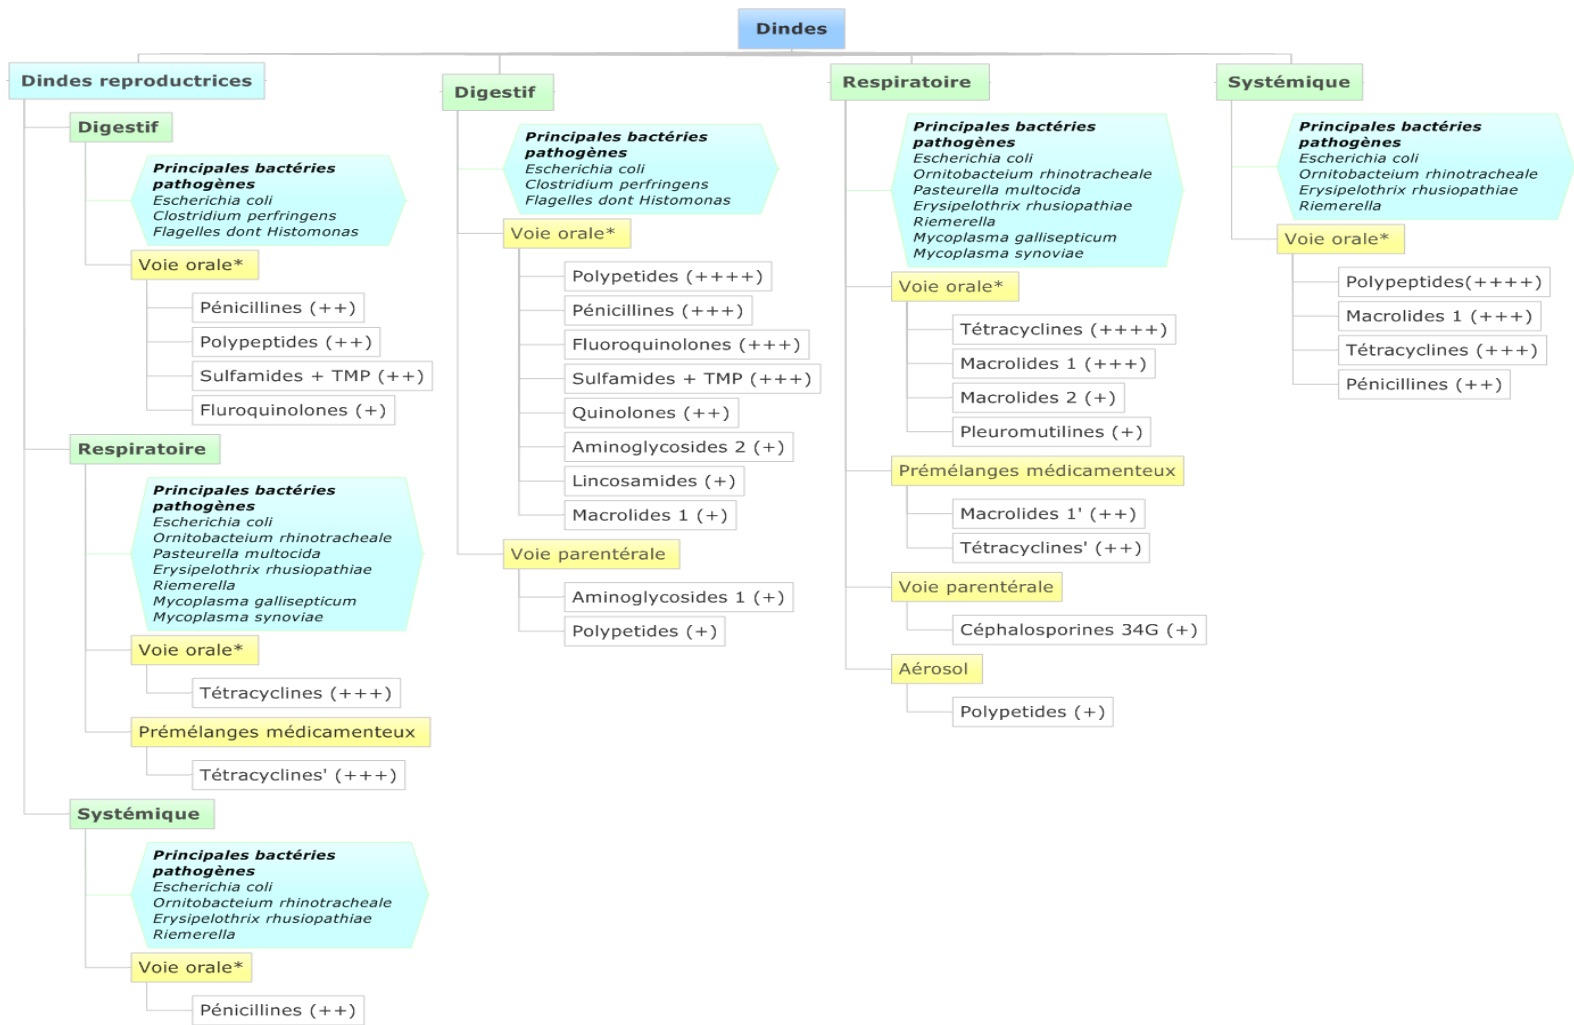 Dindes
Dindes reproductrices
Digestif
Principales bactéries
pathogènes
Escherichia coli
Clostridium perfringens
Flagelles dont Histomonas
Voie orale*
Pénicillines (++)
Polypeptides (++)
Sulfamides + TMP (++)
Fluroquinolones (+)
Respiratoire
Principales bactéries
pathogènes
Escherichia coli
Ornitobacteium rhinotracheale
Pasteurella multocida
Erysipelothrix rhusiopathiae
Riemerella
Mycoplasma gallisepticum
Mycoplasma synoviae
Voie orale*
Tétracyclines (+++)
Prémélanges médicamenteux
Tétracyclines' (+++)
Systémique
Principales bactéries
pathogènes
Escherichia coli
Ornitobacteium rhinotracheale
Erysipelothrix rhusiopathiae
Riemerella
Voie orale*
Pénicillines (++)
Digestif
Principales bactéries
pathogènes
Escherichia coli
Clostridium perfringens
Flagelles dont Histomonas
Voie orale*
Polypetides (++++)
Pénicillines (+++)
Fluoroquinolones (+++)
Sulfamides + TMP (+++)
Quinolones (++)
Aminoglycosides 2 (+)
Lincosamides (+)
Macrolides 1 (+)
Voie parentérale
Aminoglycosides 1 (+)
Polypetides (+)
Respiratoire
Principales bactéries
pathogènes
Escherichia coli
Ornitobacteium rhinotracheale
Pasteurella multocida
Erysipelothrix rhusiopathiae
Riemerella
Mycoplasma gallisepticum
Mycoplasma synoviae
Voie orale*
Tétracyclines (++++)
Macrolides 1 (+++)
Macrolides 2 (+)
Pleuromutilines (+)
Prémélanges médicamenteux
Macrolides 1' (++)
Tétracyclines' (++)
Voie parentérale
Céphalosporines 34G (+)
Aérosol
Polypetides (+)
Systémique
Principales bactéries
pathogènes
Escherichia coli
Ornitobacteium rhinotracheale
Erysipelothrix rhusiopathiae
Riemerella
Voie orale*
Polypeptides(++++)
Macrolides 1 (+++)
Tétracyclines (+++)
Pénicillines (++)